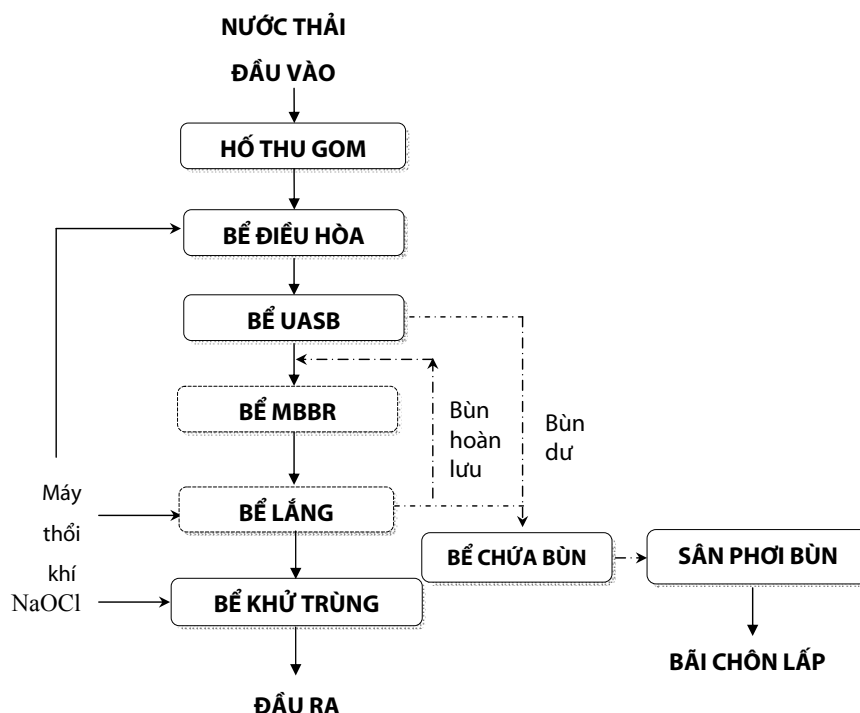 NƯỚC THẢI
ĐẦU VÀO
HỐ THU GOM
BỂ ĐIỀU HÒA
BỂ UASB
BỂ MBBR
Bùn
hoàn
lưu
Bùn
dư
Máy
thổi
khí
BỂ LẮNG
BỂ CHỨA BÙN
SÂN PHƠI BÙN
NaOCl
BỂ KHỬ TRÙNG
BÃI CHÔN LẤP
ĐẦU RA